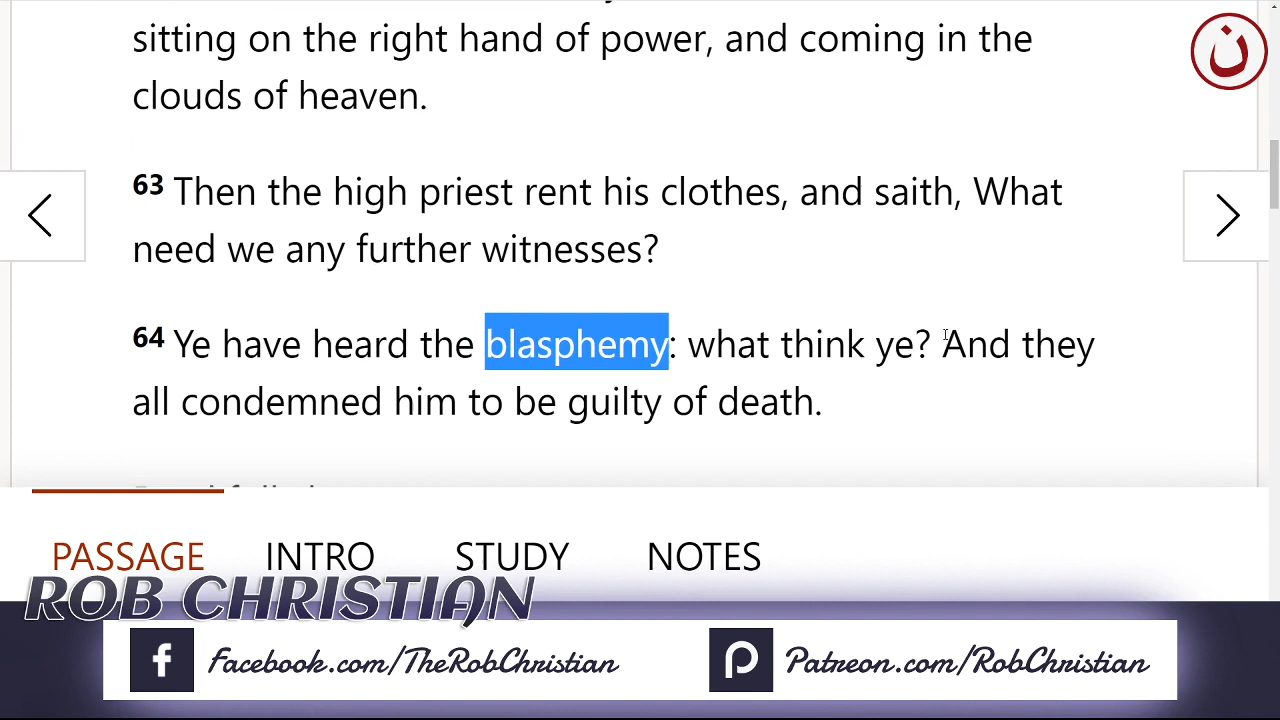 sitting on the right hand of power, and coming in the
clouds of heaven.
ن
63 Then the high priest rent his clothes, and saith, What
need we any further witnesses?
64 Ye have heard the blasphemy: what think ye? And they
all condemned him to be guilty of death.
PASSAGE INTRO STUDY NOTES
ROB CHRISTIAN
f Facebook.com/TheRobChristian
Patreon.com/RobChristian